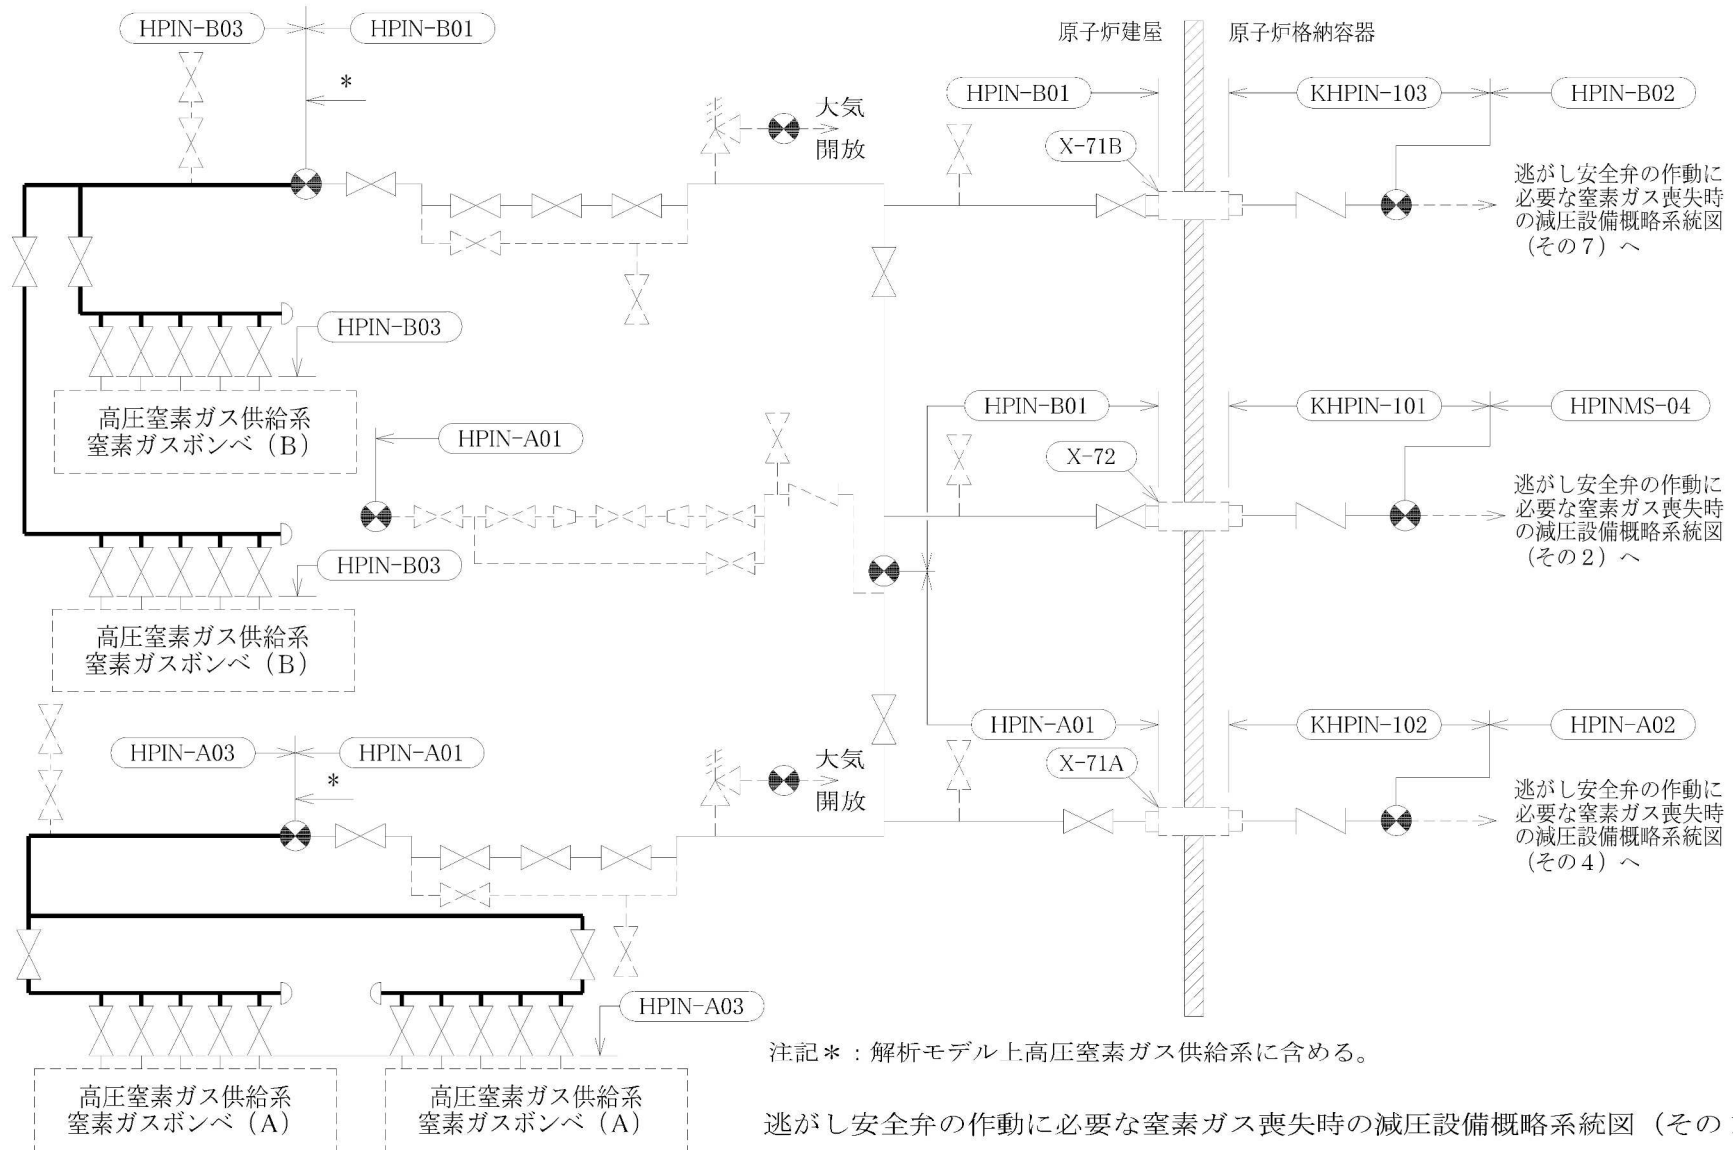 HPIN-B03
HPIN-B01
*
大気
開放
原子炉建屋
原子炉格納容器
HPIN-B01
KHPIN-103
HPIN-B02
X-71B
逃がし安全弁の作動に
必要な窒素ガス喪失時
の減圧設備概略系統図
(その7)へ
HPIN-B03
高圧窒素ガス供給系
窒素ガスボンベ(B)
HPIN-A01
HPIN-B01
KHPIN-101
HPINMS-04
X-72
逃がし安全弁の作動に
必要な窒素ガス喪失時
の減圧設備概略系統図
(その2)へ
HPIN-B03
高圧窒素ガス供給系
窒素ガスボンベ(B)
HPIN-A03
HPIN-A01
*
大気
開放
HPIN-A01
KHPIN-102
HPIN-A02
X-71A
逃がし安全弁の作動に
必要な窒素ガス喪失時
の減圧設備概略系統図
(その4)へ
HPIN-A03
高圧窒素ガス供給系
窒素ガスボンベ(A)
高圧窒素ガス供給系
窒素ガスボンベ(A)
注記*:解析モデル上高圧窒素ガス供給系に含める。
逃がし安全弁の作動に必要な窒素ガス喪失時の減圧設備概略系統図(その